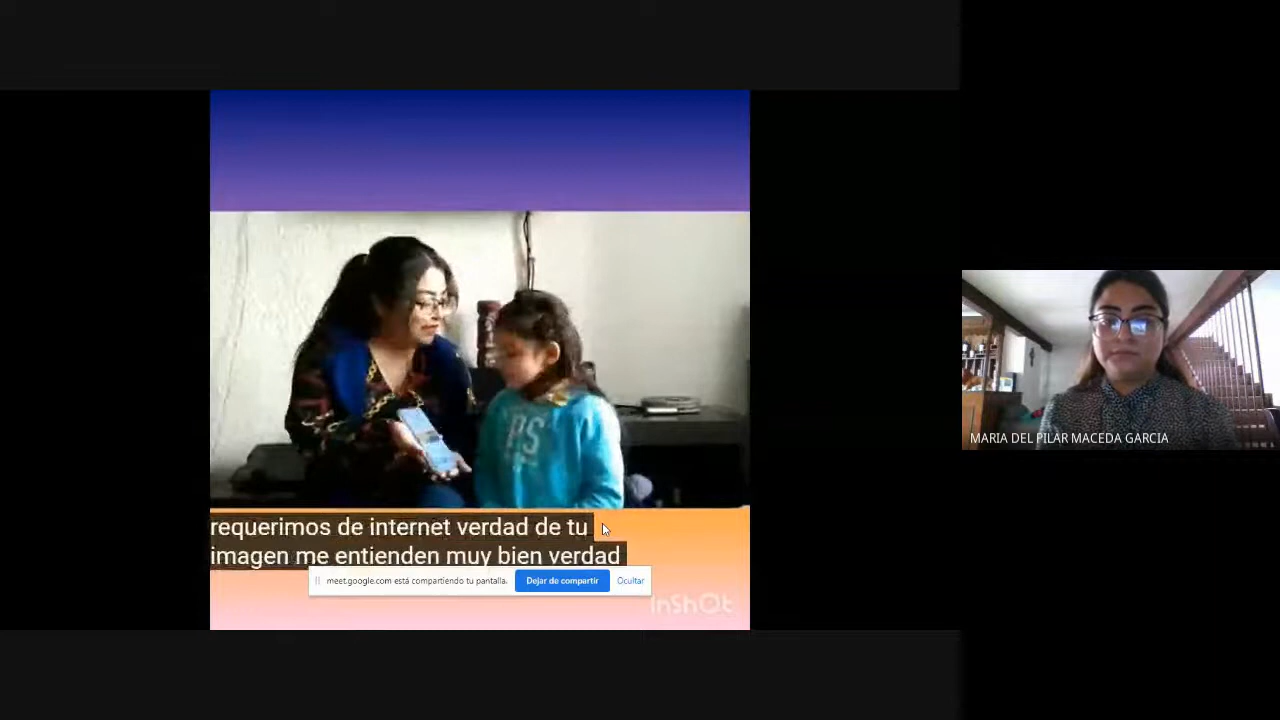 PS
requerimos de internet verdad de tu
imagen me entienden muy bien verdad
meet.google.com está compartiendo tu pantalla.
Dejar de compartir
Ocultar
InShOt
MARIA DEL PILAR MACEDA GARCIA